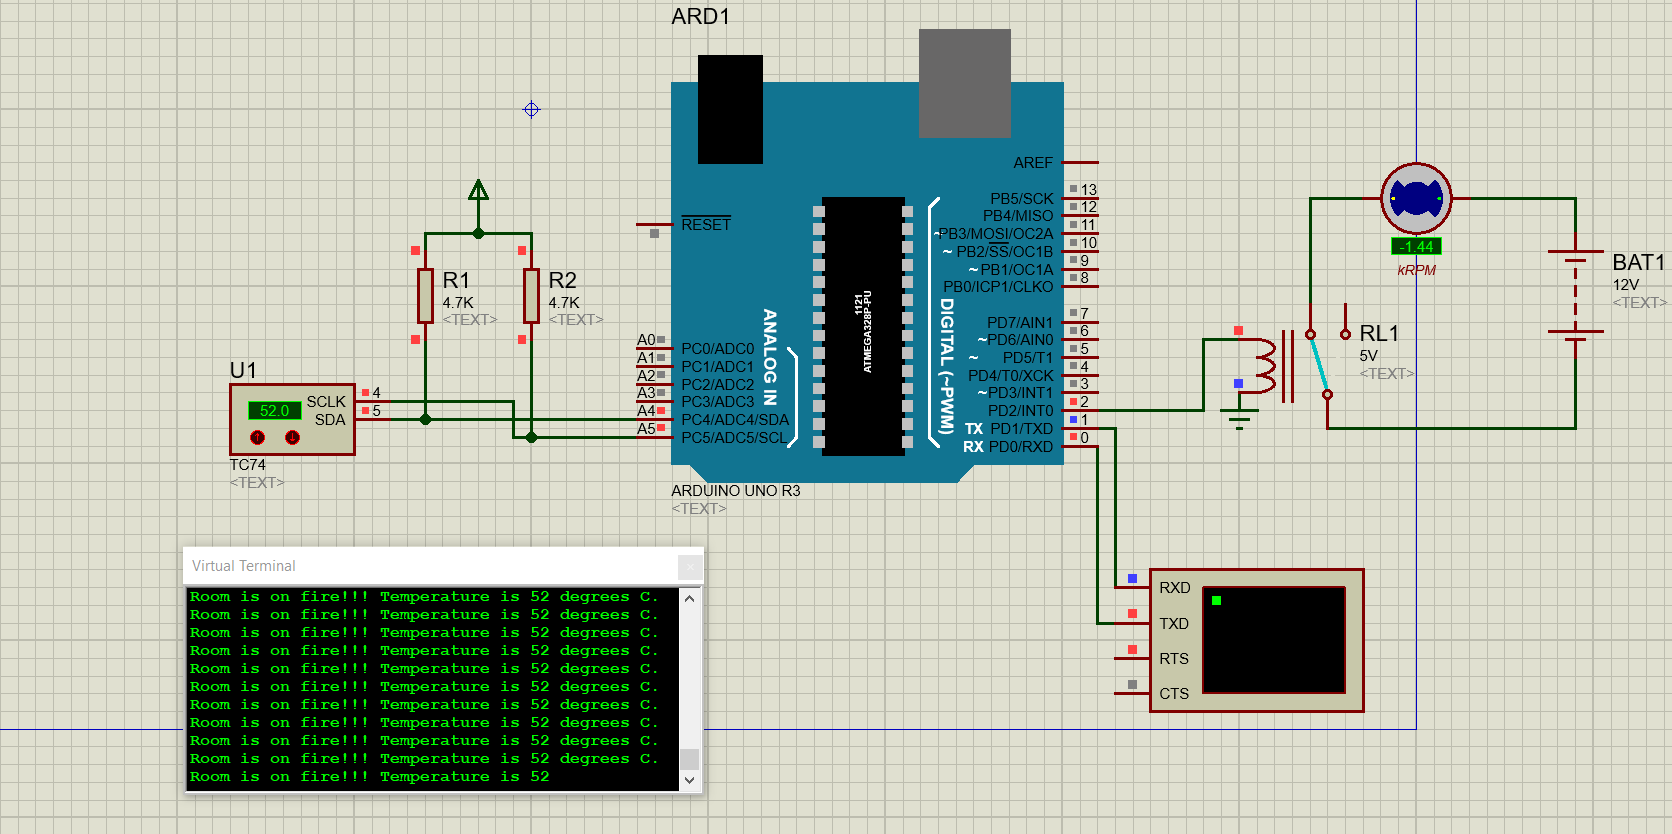 ARD1
AREF
13
PB5/SCK
12
PB4/MISO
11
~PB3/MOSI/OC2A
10
~ PB2/SS/OC1B
9
~ PB1/OC1A
8
PB0/ICP1/CLKO
RESET
1121
ATMEGA328P-PU
ANALOG IN
DIGITAL (~PWM)
7
PD7/AIN1
6
~PD6/AIN0
5
~ PD5/T1
4
PD4/T0/XCK
3
~PD3/INT1
2
PD2/INT0
1
TX PD1/TXD
0
RX PD0/RXD
A0
PC0/ADC0
A1
PC1/ADC1
A2
PC2/ADC2
A3
PC3/ADC3
A4
PC4/ADC4/SDA
A5
PC5/ADC5/SCL
ARDUINO UNO R3
<TEXT>
R1
4.7K
<TEXT>
R2
4.7K
<TEXT>
U1
52.0
SCLK
4
SDA
5
TC74
<TEXT>
-1.44
kRPM
BAT1
12V
<TEXT>
RL1
5V
<TEXT>
RXD
TXD
RTS
CTS
Virtual Terminal
Room is on fire!!! Temperature is 52 degrees C.
Room is on fire!!! Temperature is 52 degrees C.
Room is on fire!!! Temperature is 52 degrees C.
Room is on fire!!! Temperature is 52 degrees C.
Room is on fire!!! Temperature is 52 degrees C.
Room is on fire!!! Temperature is 52 degrees C.
Room is on fire!!! Temperature is 52 degrees C.
Room is on fire!!! Temperature is 52 degrees C.
Room is on fire!!! Temperature is 52 degrees C.
Room is on fire!!! Temperature is 52 degrees C.
Room is on fire!!! Temperature is 52